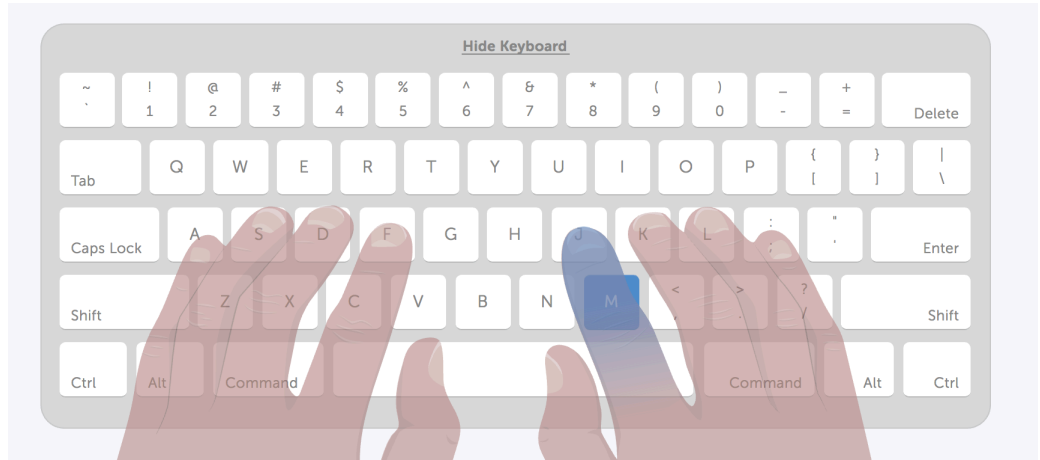 Hide Keyboard
~ ! @ # $ % ^ & * ( ) _ +
` 1 2 3 4 5 6 7 8 9 0 - = Delete
Tab Q W E R T Y U I O P { [ } ] | \
Caps Lock A S D F G H J K L : ; " ' Enter
Shift Z X C V B N M < , > . ? / Shift
Ctrl Alt Command Command Alt Ctrl